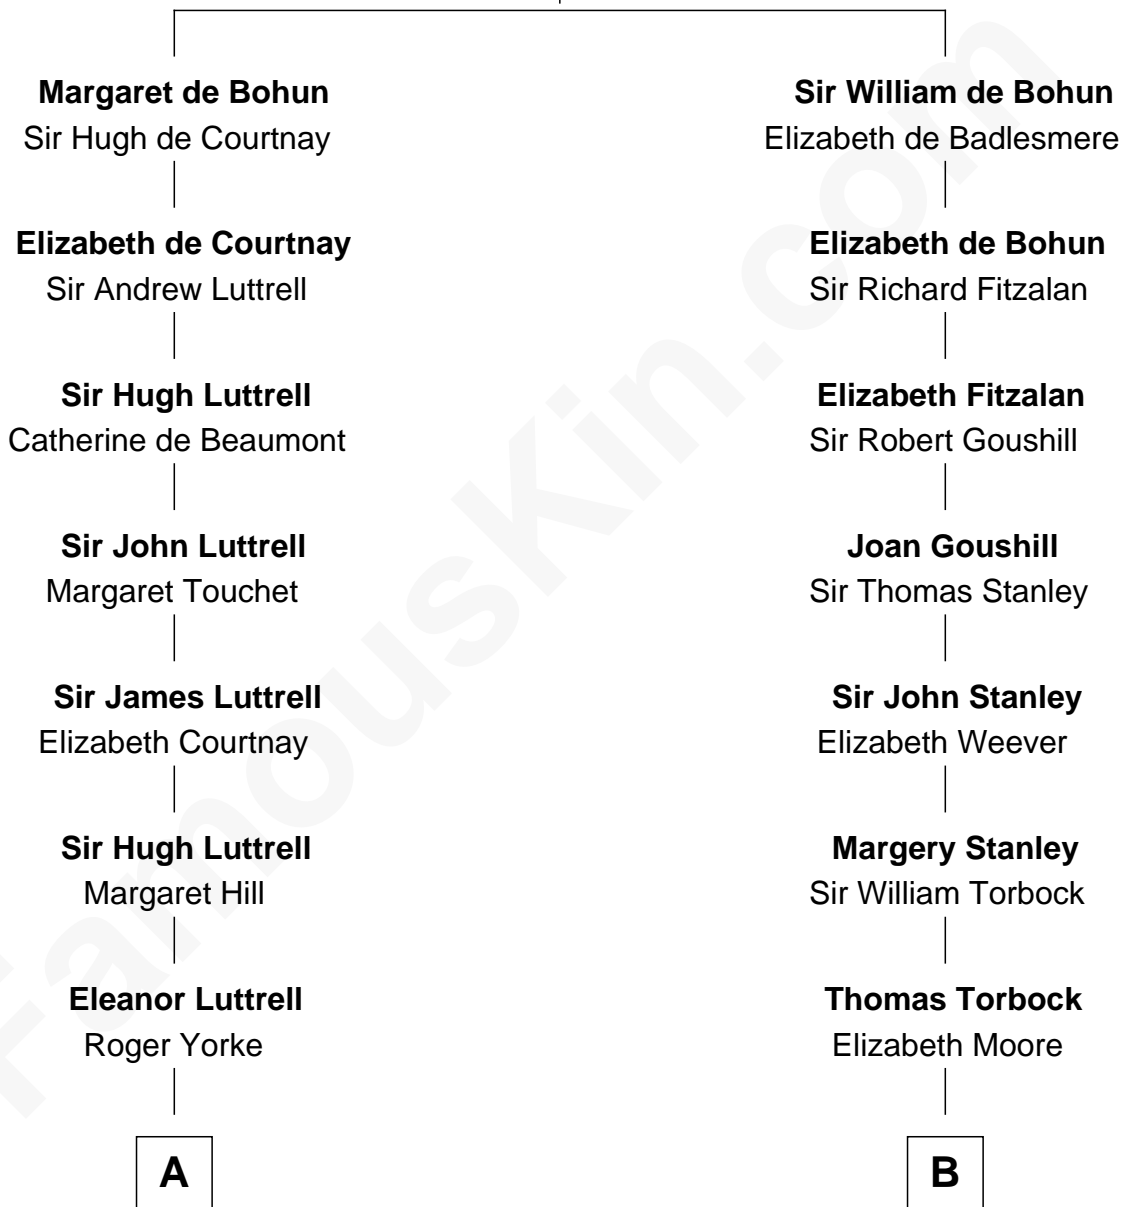 Margaret de Bohun
Sir Hugh de Courtnay
Elizabeth de Courtnay
Sir Andrew Luttrell
Sir Hugh Luttrell
Catherine de Beaumont
Sir John Luttrell
Margaret Touchet
Sir James Luttrell
Elizabeth Courtnay
Sir Hugh Luttrell
Margaret Hill
Eleanor Luttrell
Roger Yorke
A
Sir William de Bohun
Elizabeth de Badlesmere
Elizabeth de Bohun
Sir Richard Fitzalan
Elizabeth Fitzalan
Sir Robert Goushill
Joan Goushill
Sir Thomas Stanley
Sir John Stanley
Elizabeth Weever
Margery Stanley
Sir William Torbock
Thomas Torbock
Elizabeth Moore
B
FamousKin.com